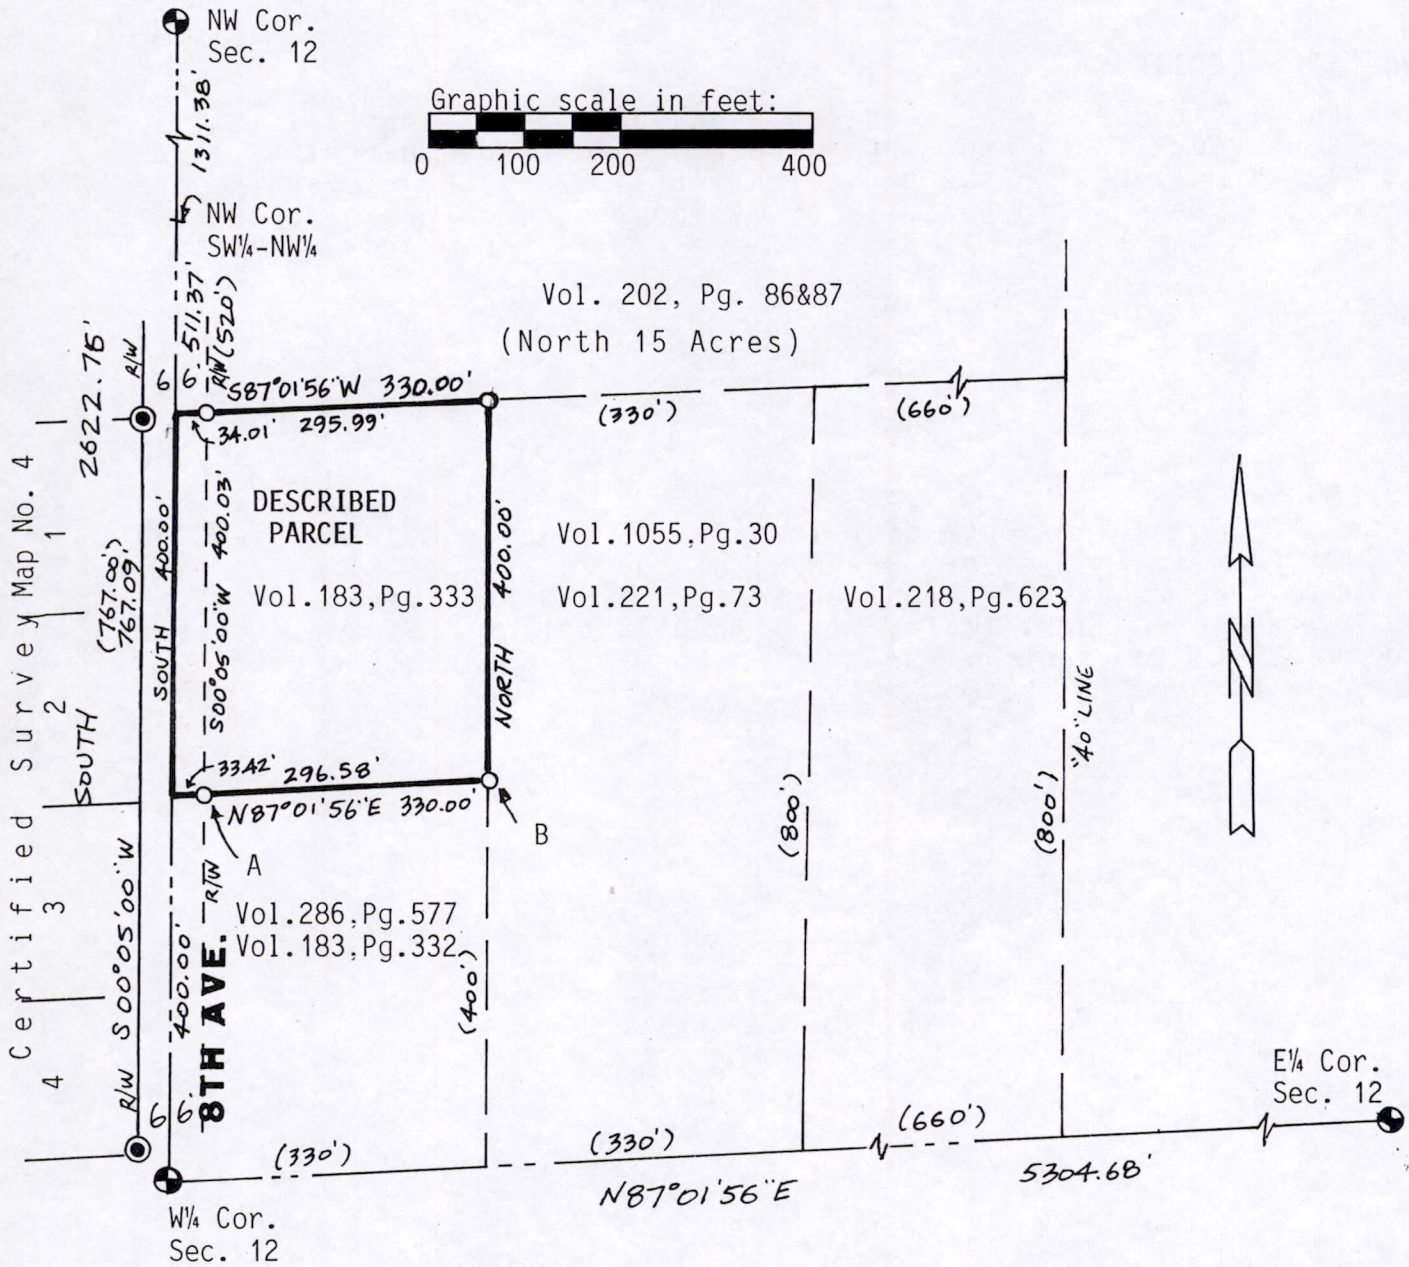 NW Cor.
Sec. 12
1311.38'
Graphic scale in feet:
0 100 200 400
NW Cor.
SW¼-NW¼
511.37'
R/W (520')
Vol. 202, Pg. 86&87
(North 15 Acres)
2622.75'
R/W
66'
S87°01'56"W 330.00'
(330')
(660')
34.01' 295.99'
Certified Survey Map No. 4
1
2
3
4
(767.00')
767.09'
SOUTH
SOUTH 400.00'
S00°05'00"W 400.03'
DESCRIBED
PARCEL
Vol.183,Pg.333
NORTH 400.00'
Vol.1055,Pg.30
Vol.221,Pg.73
Vol.218,Pg.623
"40" LINE
N
33.42' 296.58'
N87°01'56"E 330.00'
A
B
(800')
(800')
R/W S00°05'00"W
400.00'
R/W
8TH AVE.
Vol.286,Pg.577
Vol.183,Pg.332
(400')
66'
(330')
(330')
(660')
E¼ Cor.
Sec. 12
N87°01'56"E
5304.68'
W¼ Cor.
Sec. 12